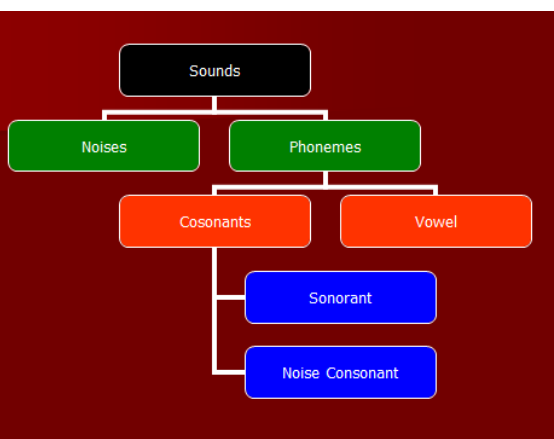 Sounds
Noises
Phonemes
Cosonants
Vowel
Sonorant
Noise Consonant